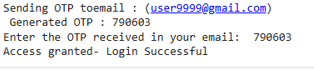 Sending OTP toemail : (user9999@gmail.com)
Generated OTP : 790603
Enter the OTP received in your email: 790603
Access granted- Login Successful